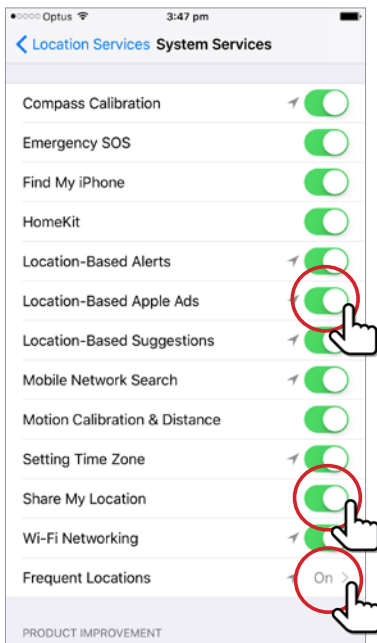 Optus 3:47 pm
Location Services System Services
Compass Calibration
Emergency SOS
Find My iPhone
HomeKit
Location-Based Alerts
Location-Based Apple Ads
Location-Based Suggestions
Mobile Network Search
Motion Calibration & Distance
Setting Time Zone
Share My Location
Wi-Fi Networking
Frequent Locations On
PRODUCT IMPROVEMENT